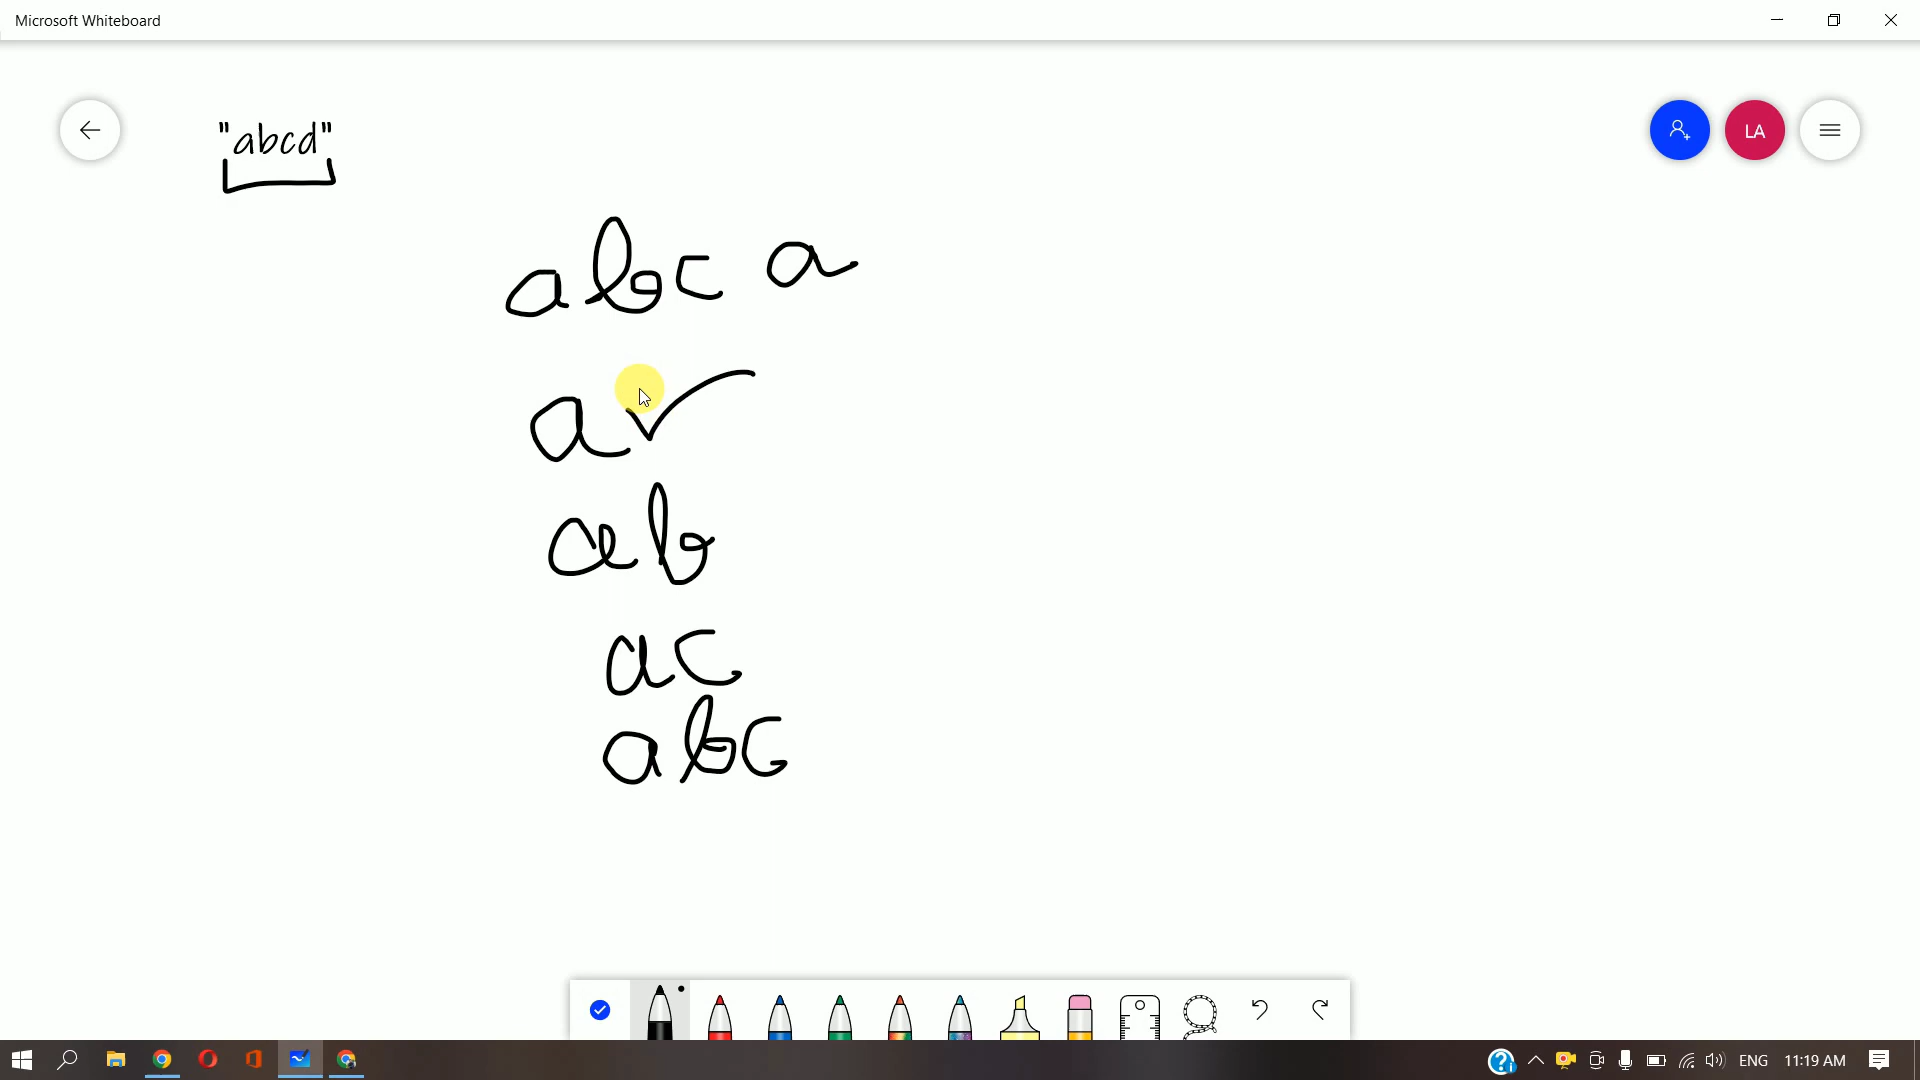 Microsoft Whiteboard
"abcd"
LA
abc a
a
ab
ac
abc
ENG 11:19 AM